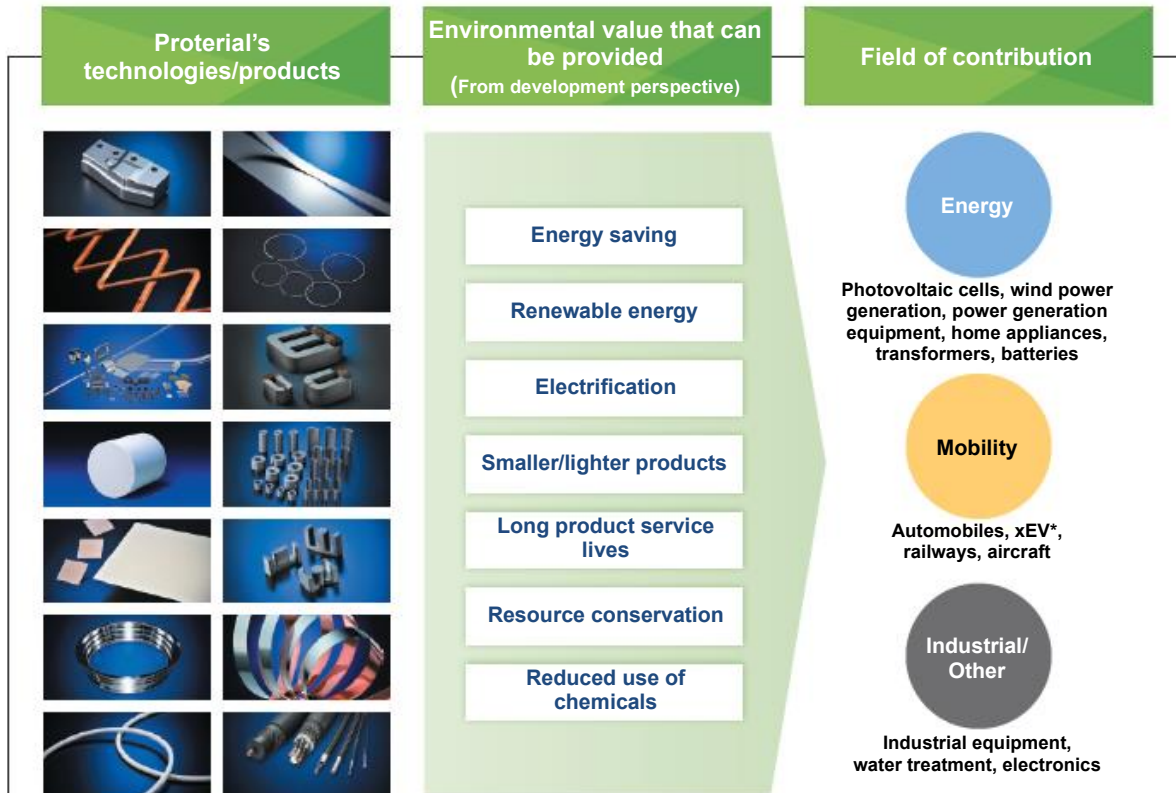 Proterial's
technologies/products
Environmental value that can
be provided
(From development perspective)
Field of contribution
Energy saving
Renewable energy
Electrification
Smaller/lighter products
Long product service
lives
Resource conservation
Reduced use of
chemicals
Energy
Photovoltaic cells, wind power
generation, power generation
equipment, home appliances,
transformers, batteries
Mobility
Automobiles, xEV*,
railways, aircraft
Industrial/
Other
Industrial equipment,
water treatment, electronics